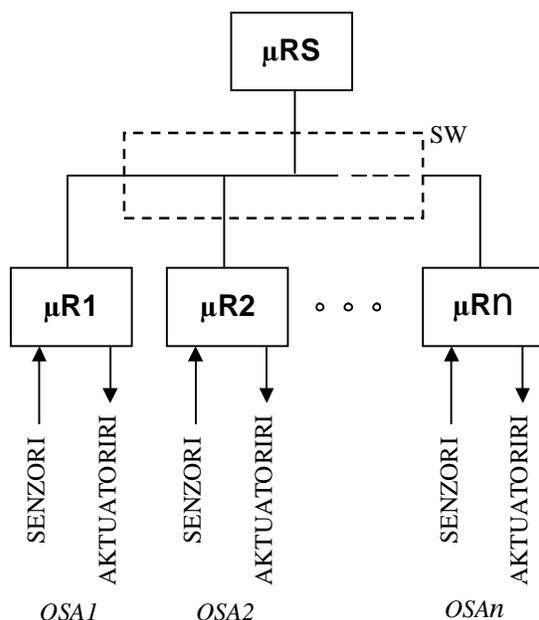 μRS
SW
μR1
μR2
μRn
SENZORI
AKTUATORIRI
SENZORI
AKTUATORIRI
SENZORI
AKTUATORIRI
OSA1
OSA2
OSAn